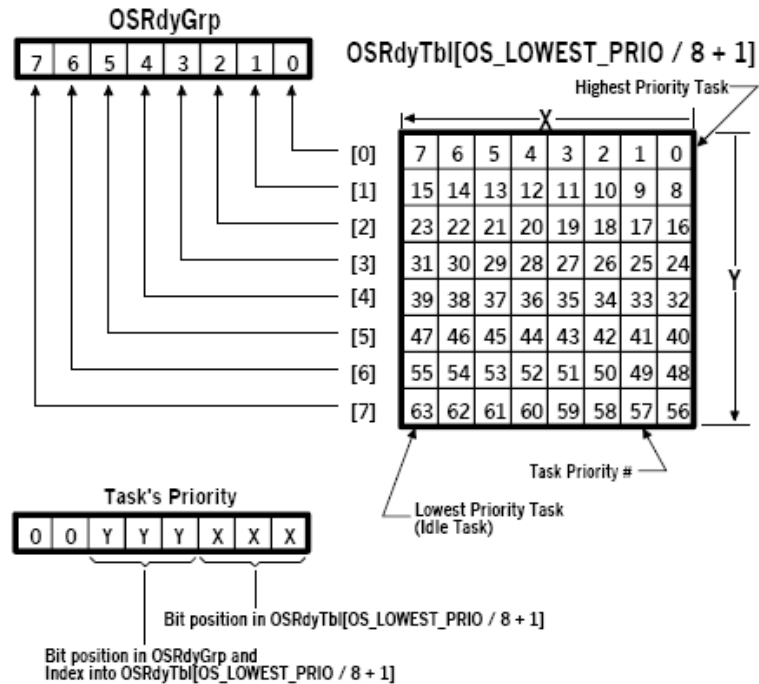 OSRdyGrp
7 6 5 4 3 2 1 0
OSRdyTbl[OS_LOWEST_PRIO / 8 + 1]
Highest Priority Task
X
[0] 7 6 5 4 3 2 1 0
[1] 15 14 13 12 11 10 9 8
[2] 23 22 21 20 19 18 17 16
[3] 31 30 29 28 27 26 25 24
[4] 39 38 37 36 35 34 33 32
[5] 47 46 45 44 43 42 41 40
[6] 55 54 53 52 51 50 49 48
[7] 63 62 61 60 59 58 57 56
Y
Task Priority #
Lowest Priority Task
(Idle Task)
Task's Priority
0 0 Y Y Y X X X
Bit position in OSRdyTbl[OS_LOWEST_PRIO / 8 + 1]
Bit position in OSRdyGrp and
Index into OSRdyTbl[OS_LOWEST_PRIO / 8 + 1]